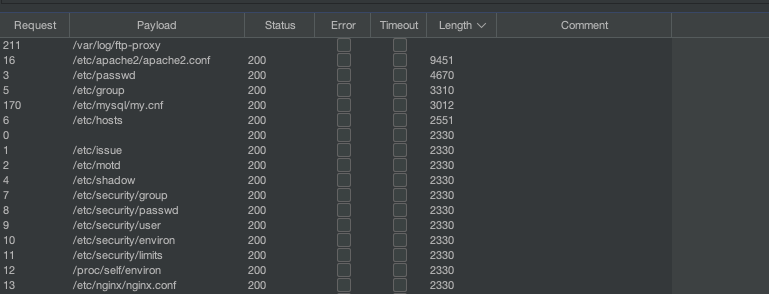 Request Payload Status Error Timeout Length Comment
211 /var/log/ftp-proxy
16 /etc/apache2/apache2.conf 200 9451
3 /etc/passwd 200 4670
5 /etc/group 200 3310
170 /etc/mysql/my.cnf 200 3012
6 /etc/hosts 200 2551
0 200 2330
1 /etc/issue 200 2330
2 /etc/motd 200 2330
4 /etc/shadow 200 2330
7 /etc/security/group 200 2330
8 /etc/security/passwd 200 2330
9 /etc/security/user 200 2330
10 /etc/security/environ 200 2330
11 /etc/security/limits 200 2330
12 /proc/self/environ 200 2330
13 /etc/nginx/nginx.conf 200 2330